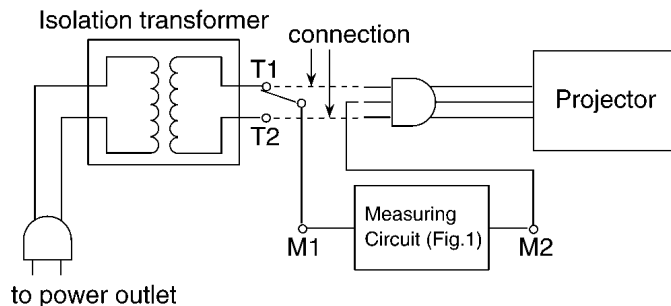 Isolation transformer
connection
T1
T2
Projector
M1
Measuring
Circuit (Fig.1)
M2
to power outlet